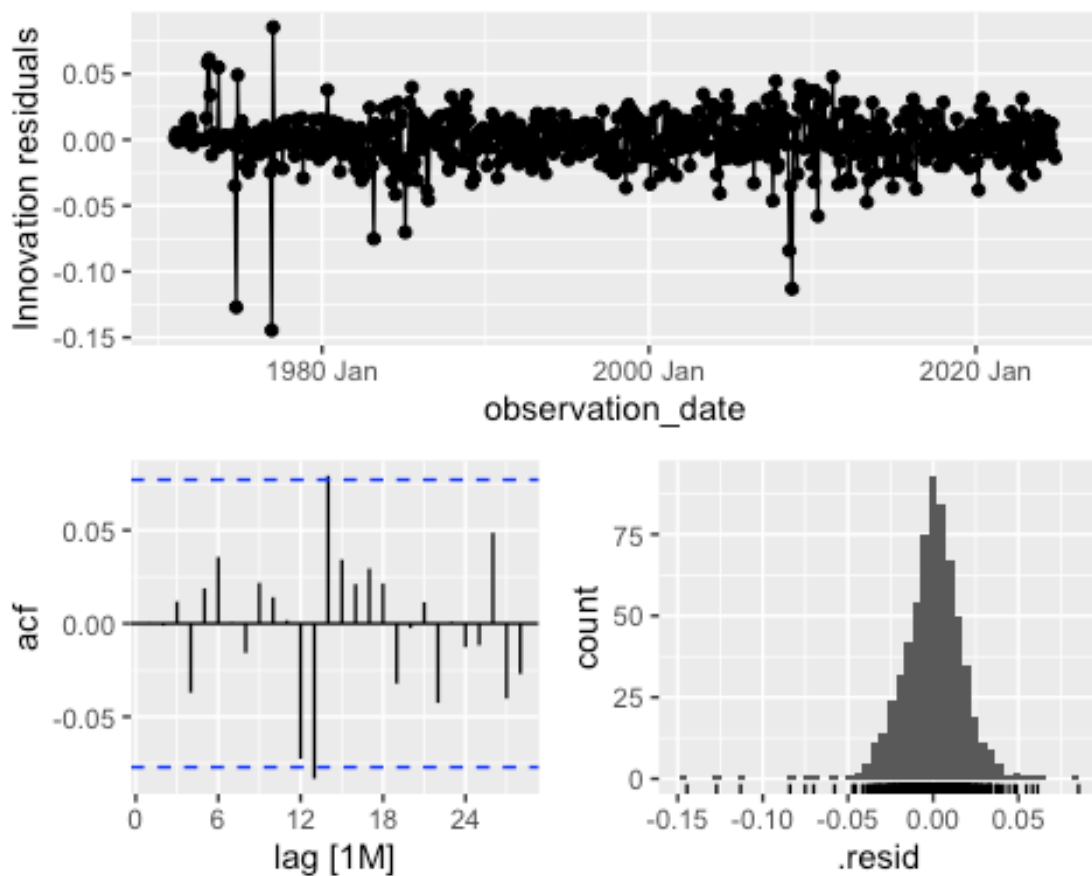 Innovation residuals
0.05
0.00
-0.05
-0.10
-0.15
1980 Jan 2000 Jan 2020 Jan
observation_date
acf
0.05
0.00
-0.05
0 6 12 18 24
lag [1M]
count
75
50
25
0
-0.15 -0.10 -0.05 0.00 0.05
.resid